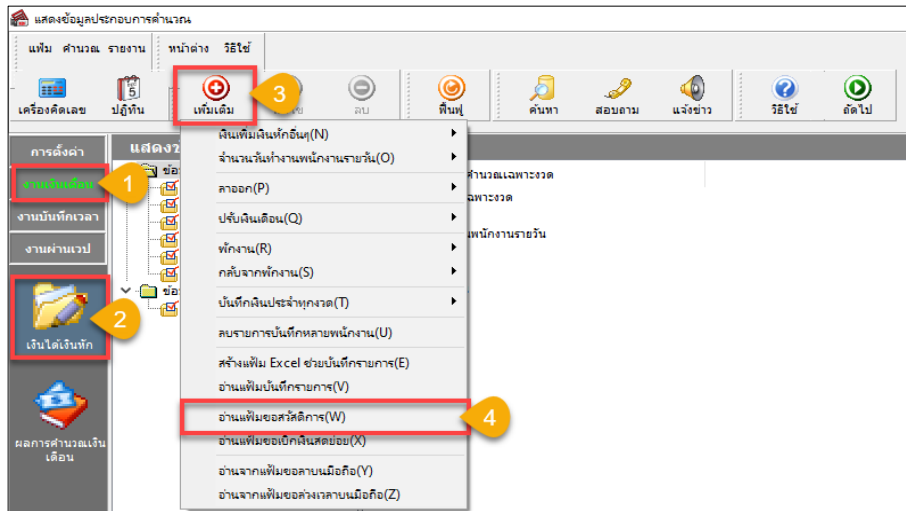 แสดงข้อมูลประกอบการคำนวณ
แฟ้ม คำนวณ รายงาน หน้าต่าง วิธีใช้
เครื่องคิดเลข ปฏิทิน เพิ่มเติม ลบ ฟื้นฟู ค้นหา สอบถาม แจ้งข่าว วิธีใช้ ถัดไป
3
การตั้งค่า
งานเงินเดือน
1
งานบันทึกเวลา
งานผ่านเวป
เงินได้เงินหัก
2
ผลการคำนวณเงินเดือน
เงินเพิ่มเงินหักอื่นๆ(N)
จำนวนวันทำงานพนักงานรายวัน(O)
ลาออก(P)
ปรับเงินเดือน(Q)
พักงาน(R)
กลับจากพักงาน(S)
บันทึกเงินประจำทุกงวด(T)
ลบรายการบันทึกหลายพนักงาน(U)
สร้างแฟ้ม Excel ช่วยบันทึกรายการ(E)
อ่านแฟ้มบันทึกรายการ(V)
อ่านแฟ้มขอสวัสดิการ(W)
4
อ่านแฟ้มขอเบิกเงินสดย่อย(X)
อ่านจากแฟ้มขอลาบนมือถือ(Y)
อ่านจากแฟ้มขอล่วงเวลาบนมือถือ(Z)
คำนวณเฉพาะงวด
ฉพาะงวด
นพนักงานรายวัน